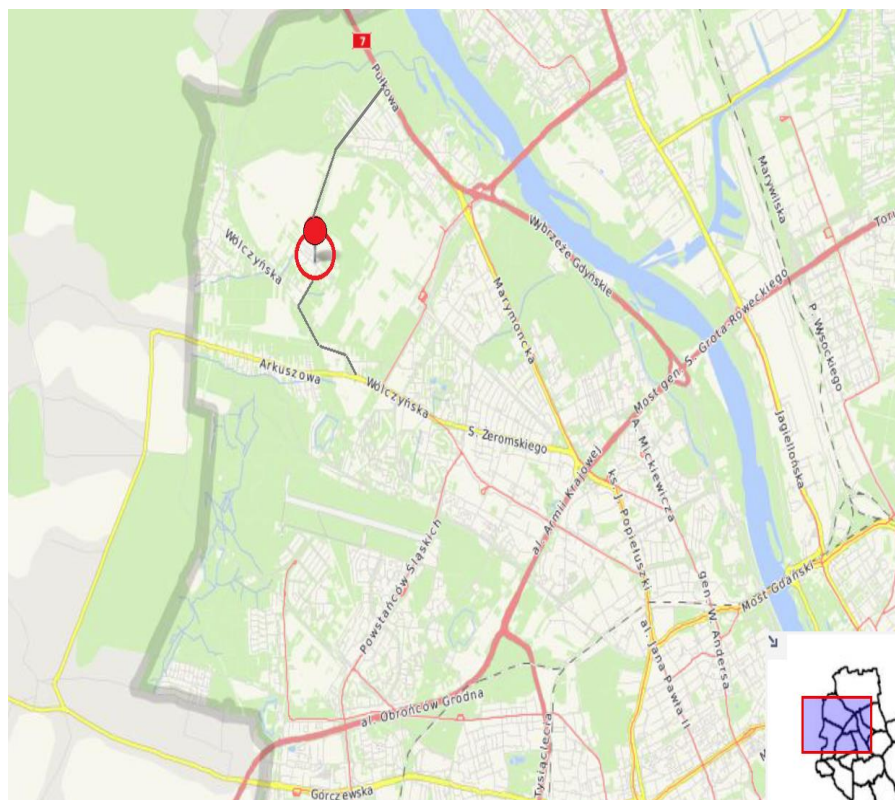 7
Pułkowa
Marywilska
Wólczyńska
Wybrzeże Gdyńskie
Toru
Marymoncka
Most gen. S. Grota-Roweckiego
P. Wysockiego
Arkuszowa
Wólczyńska
S. Żeromskiego
Jagiellońska
A. Mickiewicza
al. Armii Krajowej
ks. J. Popiełuszki
Powstańców Śląskich
gen. W. Andersa
Most Gdański
al. Jana Pawła II
al. Obrońców Grodna
Tysiąclecia
Górczewska